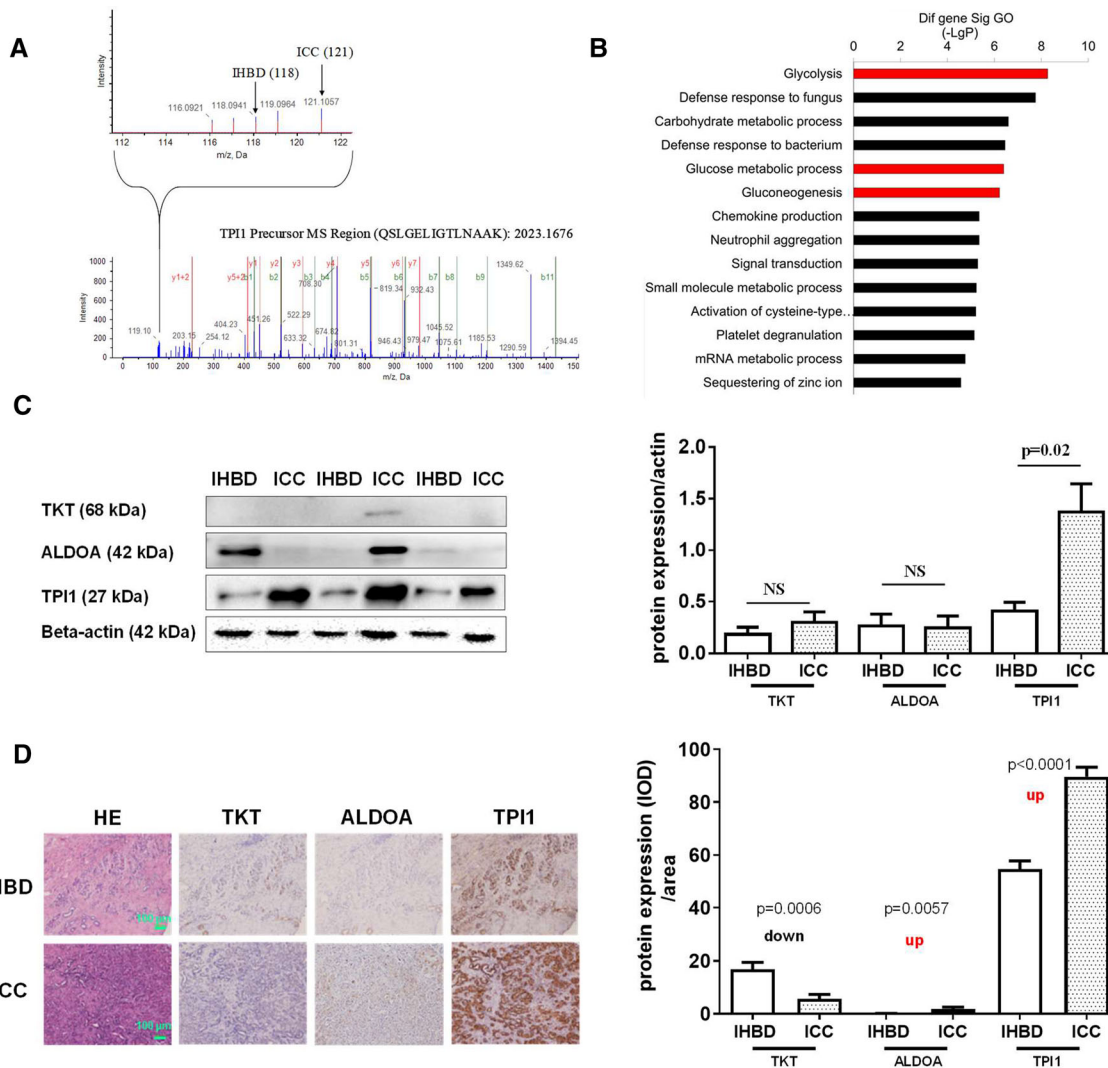 A
Intensity
ICC (121)
IHBD (118)
116.0921 118.0941 119.0964 121.1057
112 114 116 118 120 122
m/z, Da
TPI1 Precursor MS Region (QSLGELIGTLNAAK): 2023.1676
Intensity
1000
800
600
400
200
0
y1+2 y5+2 b1 y1 b2 y2 y3 b3 b4 y4 b5 y5 b6 y6 y7 b7 b8 b9 b11
119.10 203.15 254.12 404.23 451.26 522.29 633.32 674.82 708.30 801.31 819.34 932.43 946.43 979.47 1045.52 1075.61 1185.53 1290.59 1349.62 1394.45
0 100 200 300 400 500 600 700 800 900 1000 1100 1200 1300 1400 150
m/z, Da
B
Dif gene Sig GO
(-LgP)
0 2 4 6 8 10
Glycolysis
Defense response to fungus
Carbohydrate metabolic process
Defense response to bacterium
Glucose metabolic process
Gluconeogenesis
Chemokine production
Neutrophil aggregation
Signal transduction
Small molecule metabolic process
Activation of cysteine-type…
Platelet degranulation
mRNA metabolic process
Sequestering of zinc ion
C
IHBD ICC IHBD ICC IHBD ICC
TKT (68 kDa)
ALDOA (42 kDa)
TPI1 (27 kDa)
Beta-actin (42 kDa)
protein expression/actin
2.0
1.5
1.0
0.5
0.0
NS NS p=0.02
IHBD ICC IHBD ICC IHBD ICC
TKT ALDOA TPI1
D
HE TKT ALDOA TPI1
HBD
100 µm
CC
100 µm
protein expression (IOD)
/area
100
80
60
40
20
0
p=0.0006 p=0.0057 p<0.0001
down up up
IHBD ICC IHBD ICC IHBD ICC
TKT ALDOA TPI1